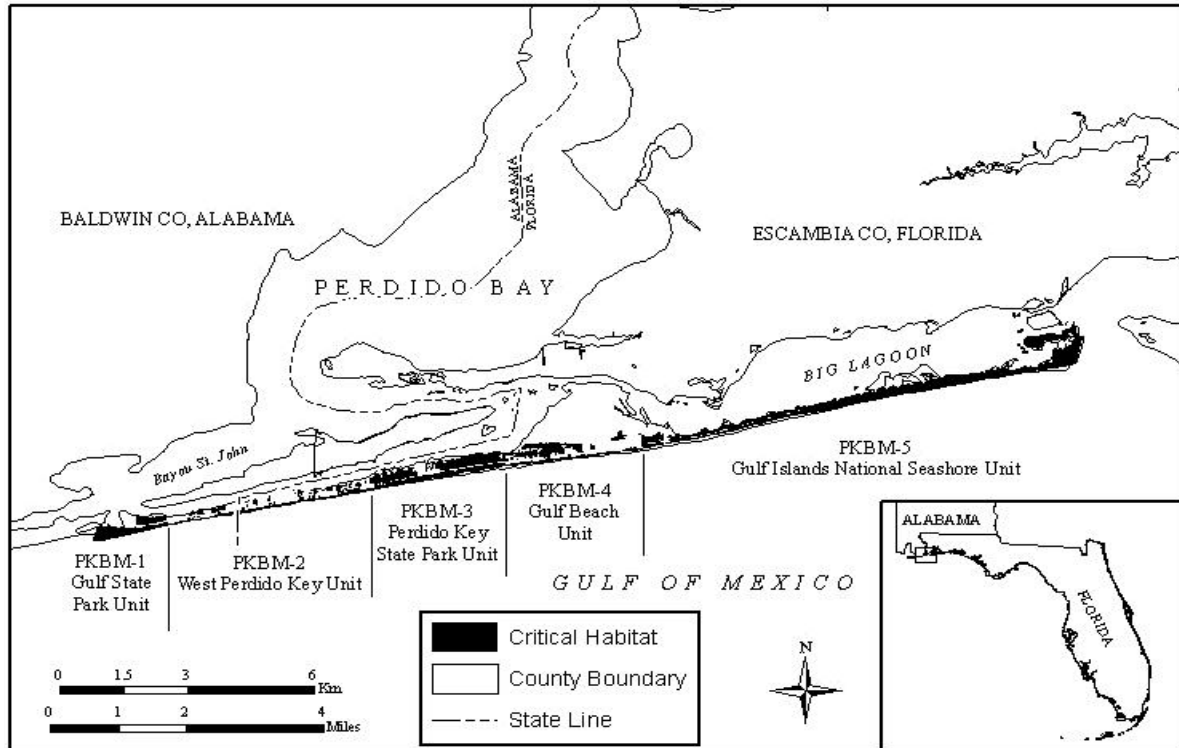 ALABAMA
FLORIDA
BALDWIN CO, ALABAMA
ESCAMBIA CO, FLORIDA
PERDIDO BAY
BIG LAGOON
Bayou St. John
PKBM-5
Gulf Islands National Seashore Unit
PKBM-4
Gulf Beach
Unit
PKBM-3
Perdido Key
State Park Unit
PKBM-1
Gulf State
Park Unit
PKBM-2
West Perdido Key Unit
GULF OF MEXICO
ALABAMA
FLORIDA
Critical Habitat
County Boundary
State Line
N
0 1.5 3 6
Km
0 1 2 4
Miles